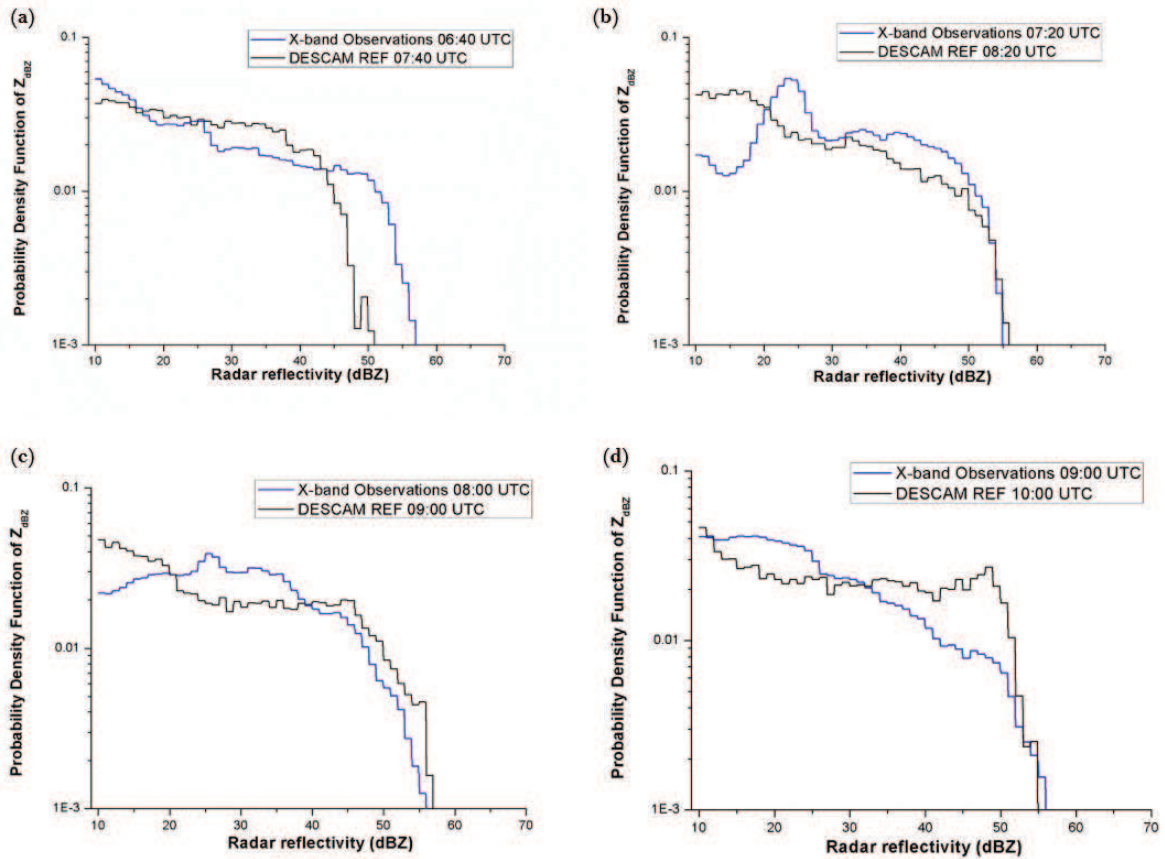 (a)
X-band Observations 06:40 UTC
DESCAM REF 07:40 UTC
Probability Density Function of Z_dBZ
0.1
0.01
1E-3
10 20 30 40 50 60 70
Radar reflectivity (dBZ)
(b)
X-band Observations 07:20 UTC
DESCAM REF 08:20 UTC
Probability Density Function of Z_dBZ
0.1
0.01
1E-3
10 20 30 40 50 60 70
Radar reflectivity (dBZ)
(c)
X-band Observations 08:00 UTC
DESCAM REF 09:00 UTC
Probability Density Function of Z_dBZ
0.1
0.01
1E-3
10 20 30 40 50 60 70
Radar reflectivity (dBZ)
(d)
X-band Observations 09:00 UTC
DESCAM REF 10:00 UTC
Probability Density Function of Z_dBZ
0.1
0.01
1E-3
10 20 30 40 50 60 70
Radar reflectivity (dBZ)